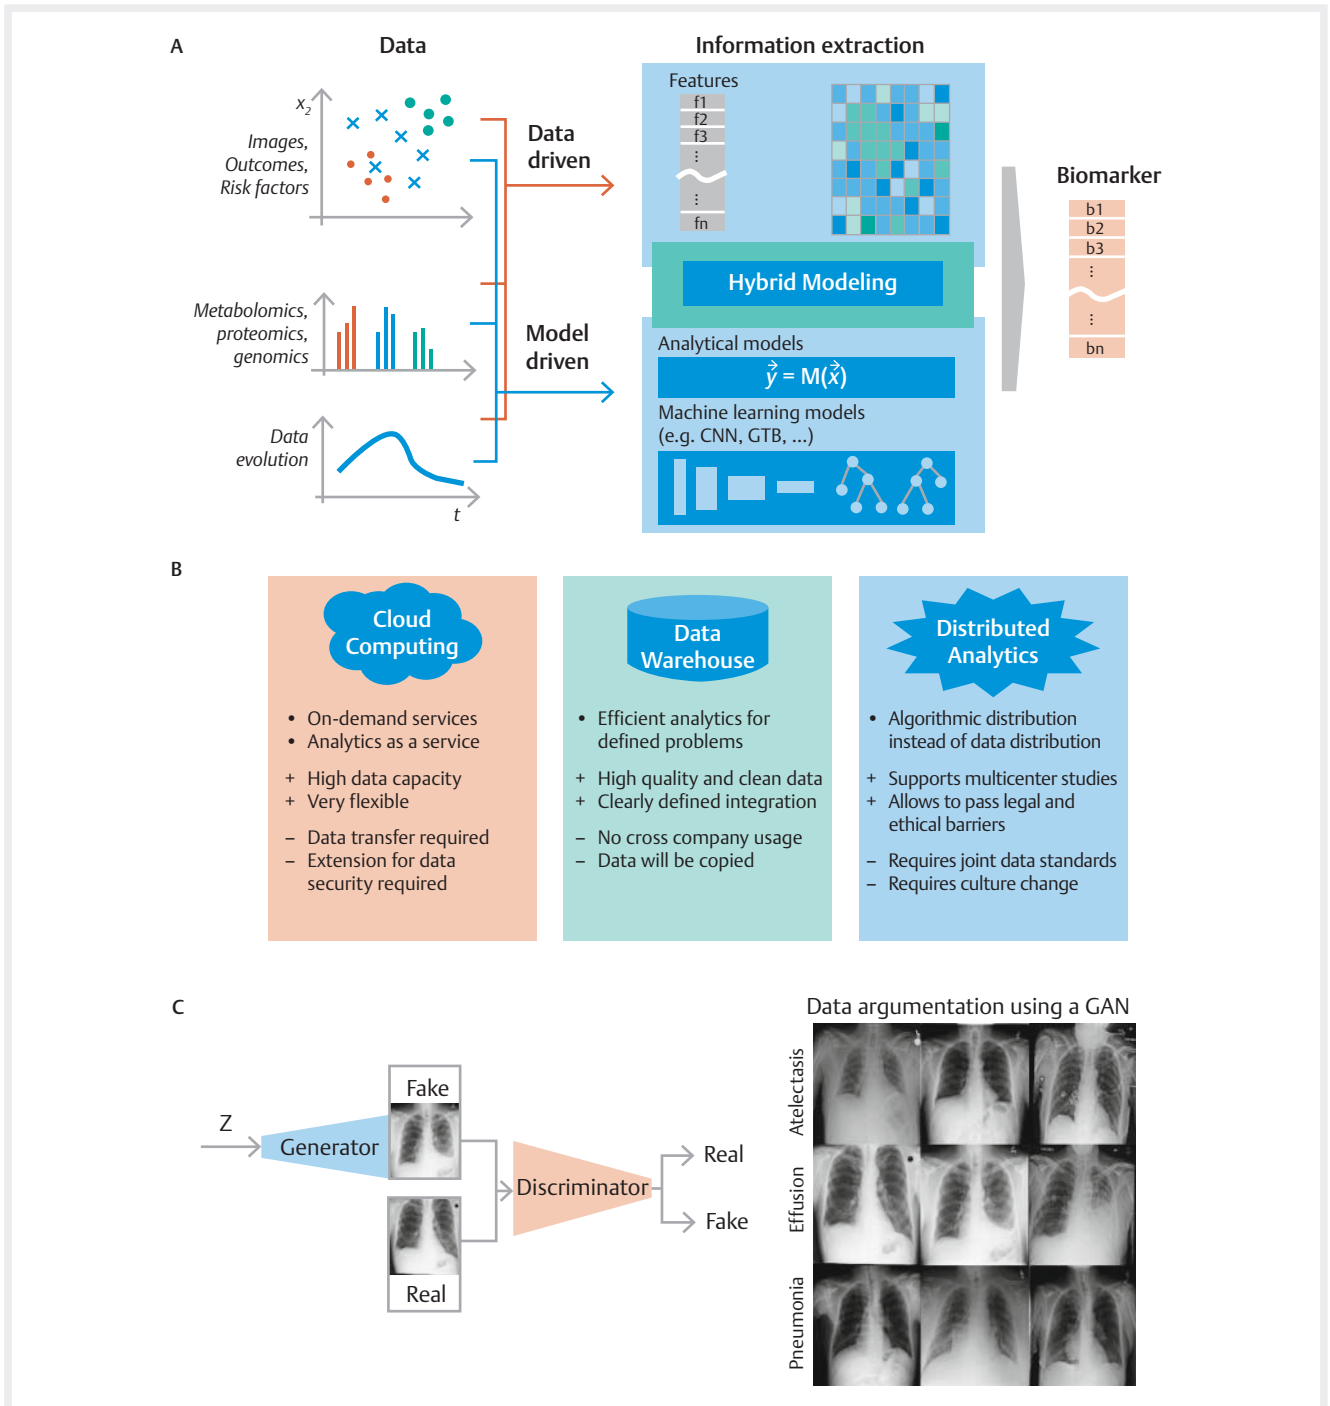 A
Data
Information extraction
x2
Images,
Outcomes,
Risk factors
Data
driven
Features
f1
f2
f3
⋮
⋮
fn
Biomarker
b1
b2
b3
⋮
⋮
bn
Hybrid Modeling
Metabolomics,
proteomics,
genomics
Model
driven
Analytical models
y⃗ = M(x⃗)
Machine learning models
(e.g. CNN, GTB, ...)
Data
evolution
t
B
Cloud
Computing
• On-demand services
• Analytics as a service
+ High data capacity
+ Very flexible
– Data transfer required
– Extension for data
security required
Data
Warehouse
• Efficient analytics for
defined problems
+ High quality and clean data
+ Clearly defined integration
– No cross company usage
– Data will be copied
Distributed
Analytics
• Algorithmic distribution
instead of data distribution
+ Supports multicenter studies
+ Allows to pass legal and
ethical barriers
– Requires joint data standards
– Requires culture change
C
Z
Generator
Fake
Real
Discriminator
Real
Fake
Data argumentation using a GAN
Atelectasis
Effusion
Pneumonia